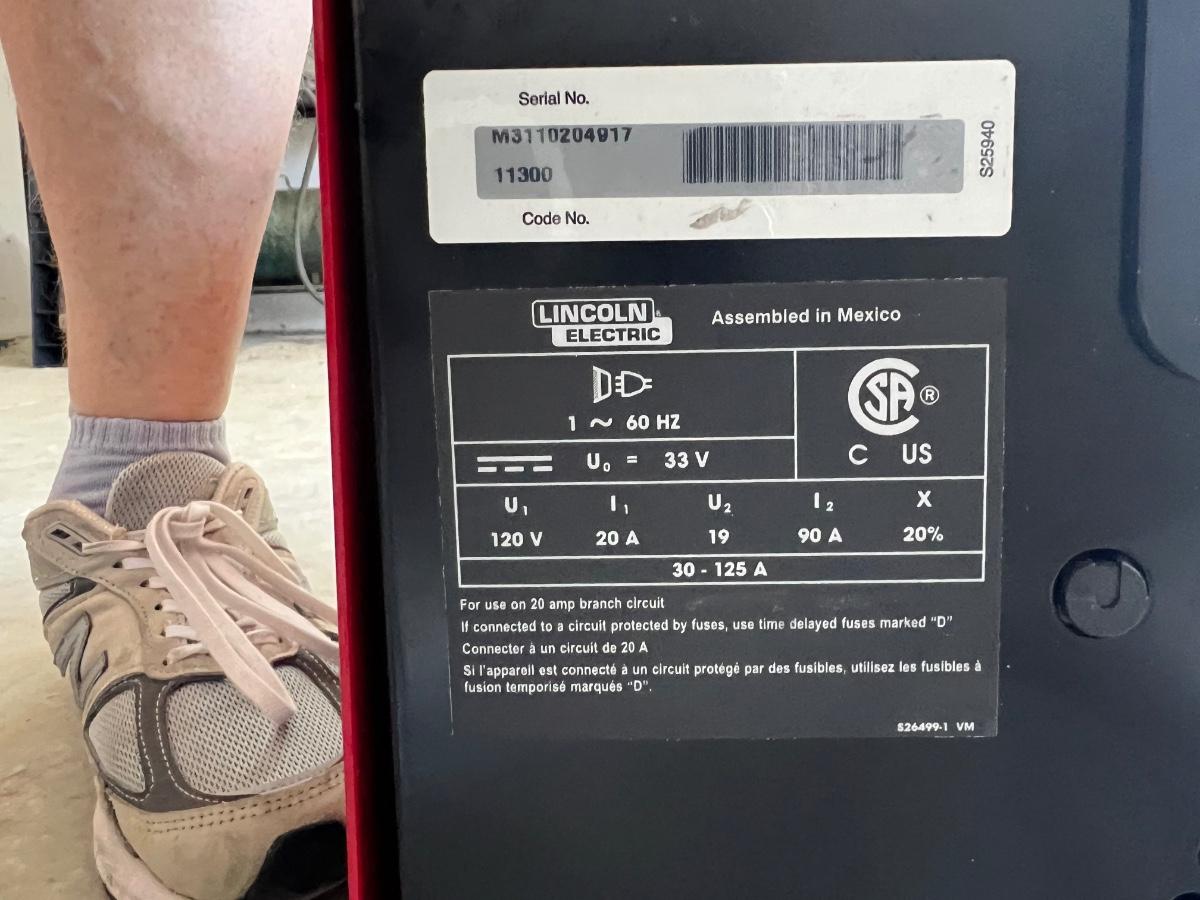 Serial No.
M3110204917
11300
Code No.
S25940
LINCOLN ®
ELECTRIC
Assembled in Mexico
1 ~ 60 HZ
CSA ®
C US
U0 = 33 V
U1 I1 U2 I2 X
120 V 20 A 19 90 A 20%
30 - 125 A
For use on 20 amp branch circuit
If connected to a circuit protected by fuses, use time delayed fuses marked "D"
Connecter à un circuit de 20 A
Si l'appareil est connecté à un circuit protégé par des fusibles, utilisez les fusibles à
fusion temporisé marqués "D".
S26499-1 VM